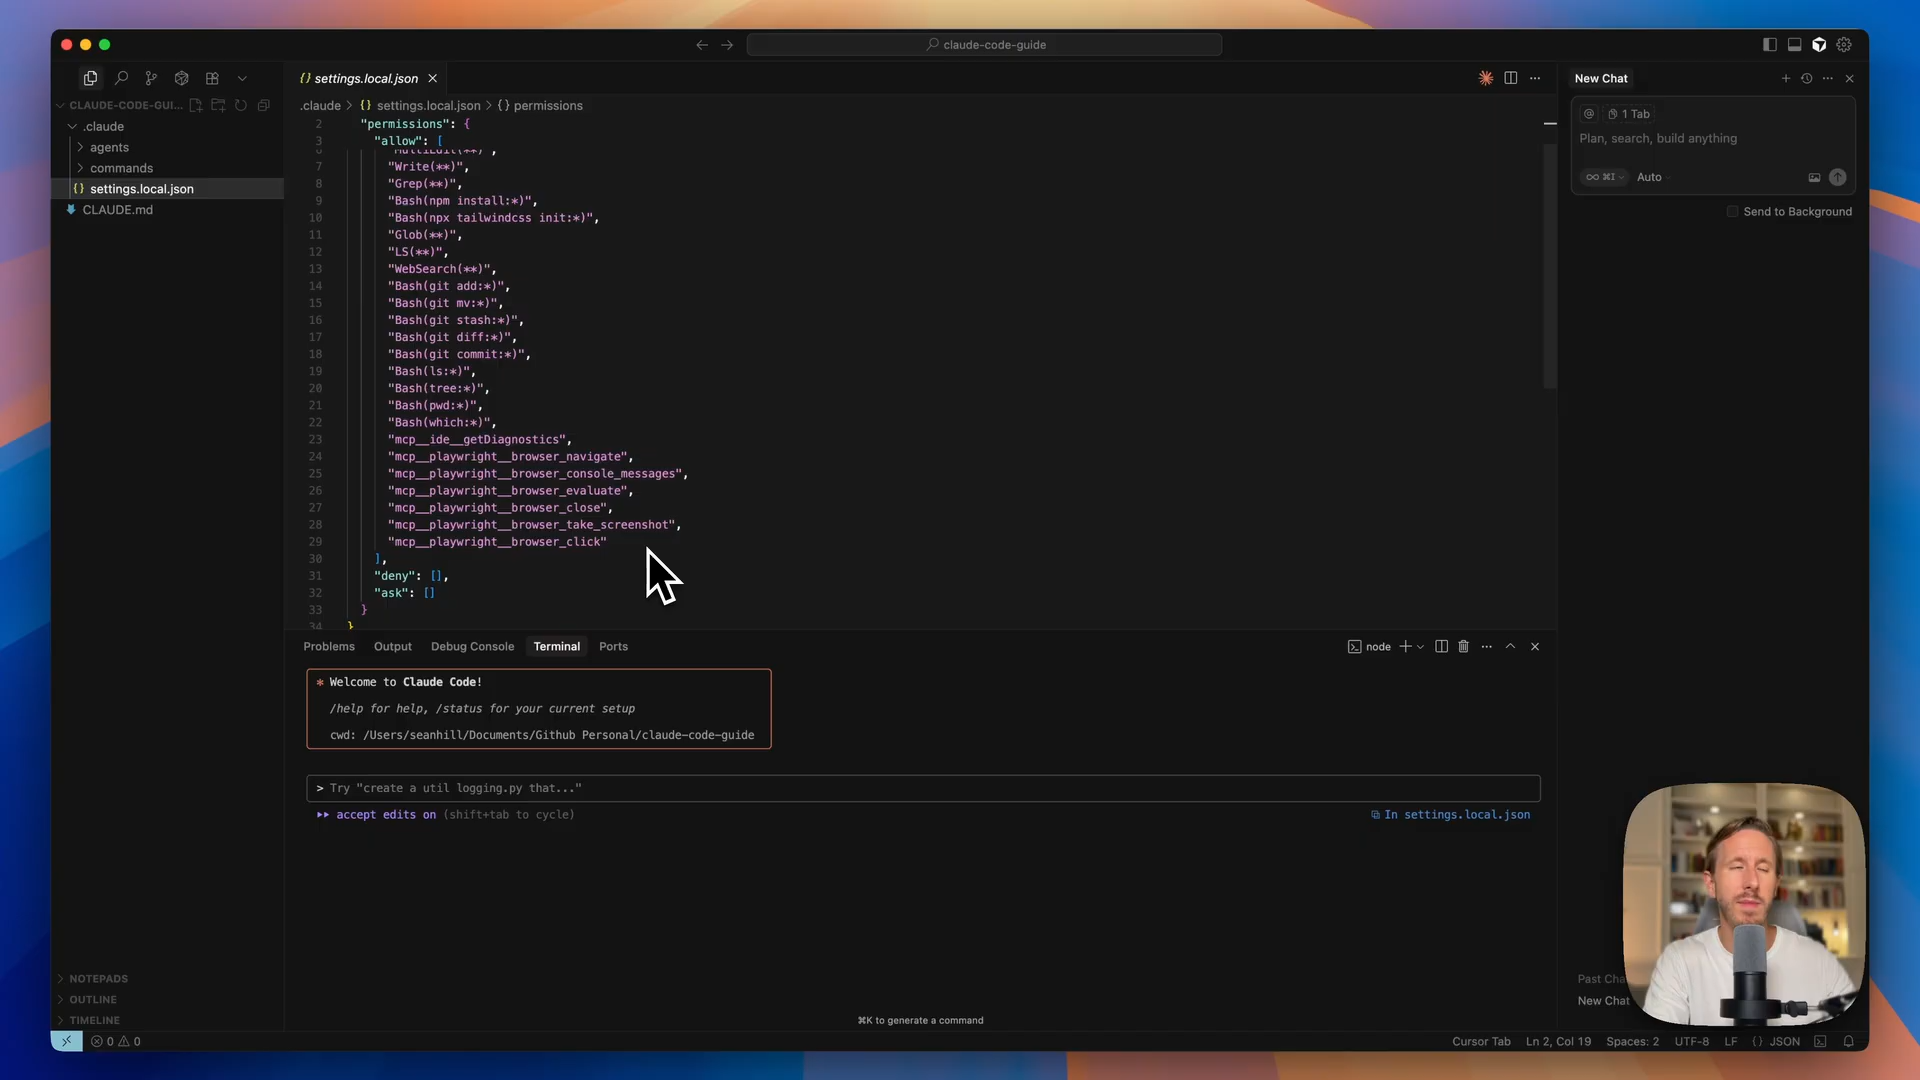 claude-code-guide
CLAUDE-CODE-GUI...
.claude
agents
commands
{} settings.local.json
CLAUDE.md
NOTEPADS
OUTLINE
TIMELINE
{} settings.local.json
.claude > {} settings.local.json > {} permissions
2 "permissions": {
3 "allow": [
6 "MultiEdit(**)",
7 "Write(**)",
8 "Grep(**)",
9 "Bash(npm install:*)",
10 "Bash(npx tailwindcss init:*)",
11 "Glob(**)",
12 "LS(**)",
13 "WebSearch(**)",
14 "Bash(git add:*)",
15 "Bash(git mv:*)",
16 "Bash(git stash:*)",
17 "Bash(git diff:*)",
18 "Bash(git commit:*)",
19 "Bash(ls:*)",
20 "Bash(tree:*)",
21 "Bash(pwd:*)",
22 "Bash(which:*)",
23 "mcp__ide__getDiagnostics",
24 "mcp__playwright__browser_navigate",
25 "mcp__playwright__browser_console_messages",
26 "mcp__playwright__browser_evaluate",
27 "mcp__playwright__browser_close",
28 "mcp__playwright__browser_take_screenshot",
29 "mcp__playwright__browser_click"
30 ],
31 "deny": [],
32 "ask": []
33 }
34 }
Problems Output Debug Console Terminal Ports
node
* Welcome to Claude Code!
/help for help, /status for your current setup
cwd: /Users/seanhill/Documents/Github Personal/claude-code-guide
> Try "create a util logging.py that..."
accept edits on (shift+tab to cycle)
In settings.local.json
⌘K to generate a command
New Chat
@ 1 Tab
Plan, search, build anything
∞ ⌘I Auto
Send to Background
Past Cha
New Chat
0 0
Cursor Tab Ln 2, Col 19 Spaces: 2 UTF-8 LF {} JSON